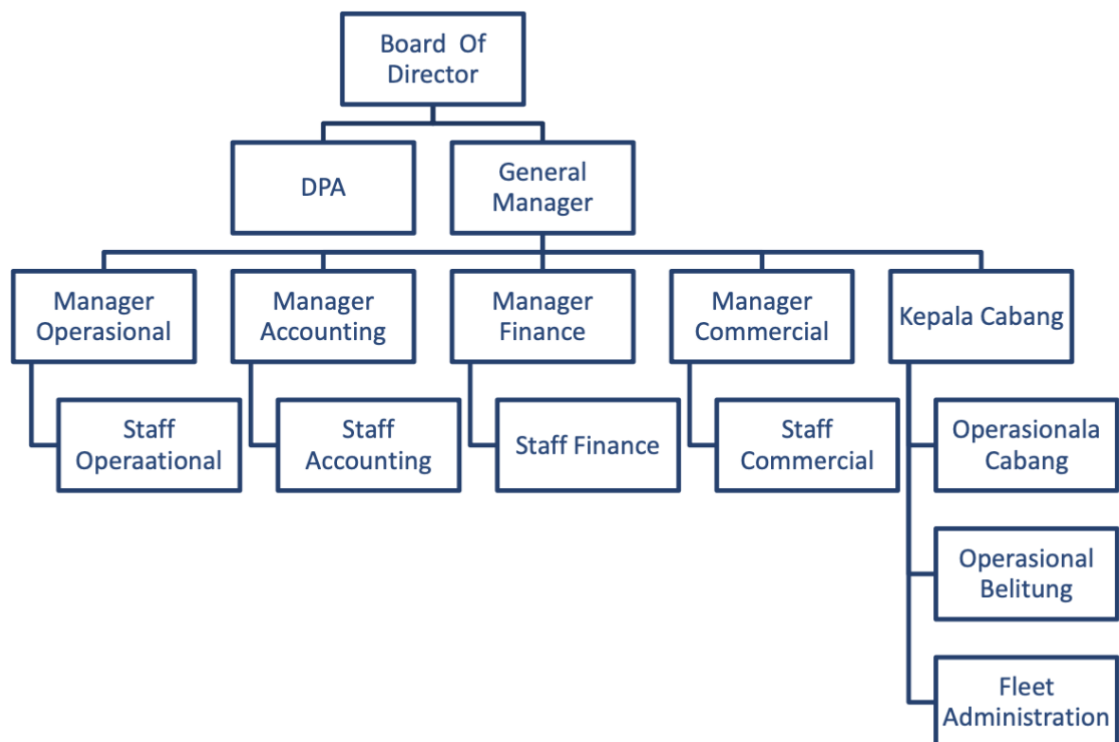 Board Of
Director
DPA
General
Manager
Manager
Operasional
Manager
Accounting
Manager
Finance
Manager
Commercial
Kepala Cabang
Staff
Operaational
Staff
Accounting
Staff Finance
Staff
Commercial
Operasionala
Cabang
Operasional
Belitung
Fleet
Administration